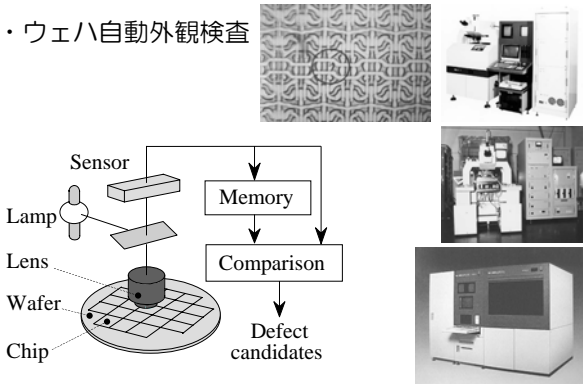 ・ウェハ自動外観検査
Sensor
Lamp
Memory
Lens
Comparison
Wafer
Chip
Defect
candidates